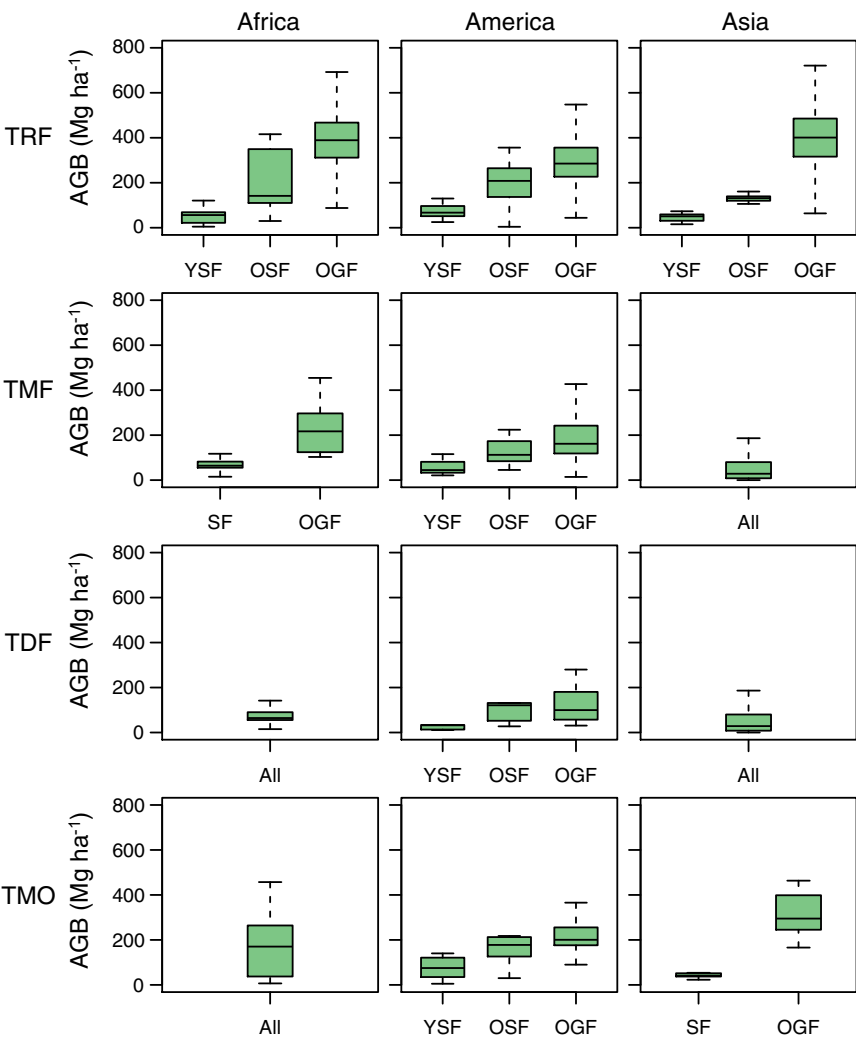 Africa America Asia
TRF
AGB (Mg ha-1)
800
600
400
200
0
YSF OSF OGF YSF OSF OGF YSF OSF OGF
TMF
AGB (Mg ha-1)
800
600
400
200
0
SF OGF YSF OSF OGF All
TDF
AGB (Mg ha-1)
800
600
400
200
0
All YSF OSF OGF All
TMO
AGB (Mg ha-1)
800
600
400
200
0
All YSF OSF OGF SF OGF